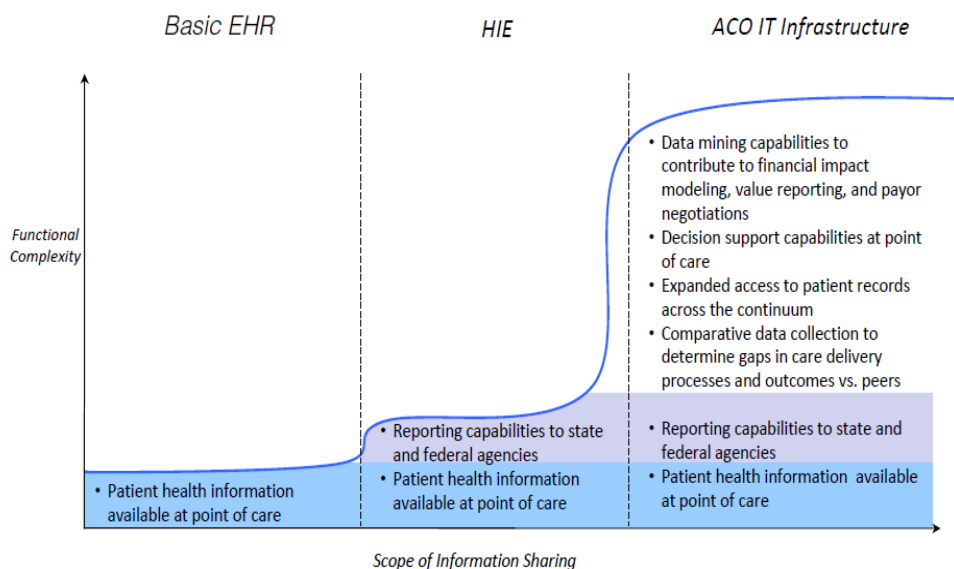 Basic EHR
HIE
ACO IT Infrastructure
Functional
Complexity
• Patient health information
available at point of care
• Reporting capabilities to state
and federal agencies
• Patient health information
available at point of care
• Data mining capabilities to
contribute to financial impact
modeling, value reporting, and payor
negotiations
• Decision support capabilities at point
of care
• Expanded access to patient records
across the continuum
• Comparative data collection to
determine gaps in care delivery
processes and outcomes vs. peers
• Reporting capabilities to state and
federal agencies
• Patient health information available
at point of care
Scope of Information Sharing